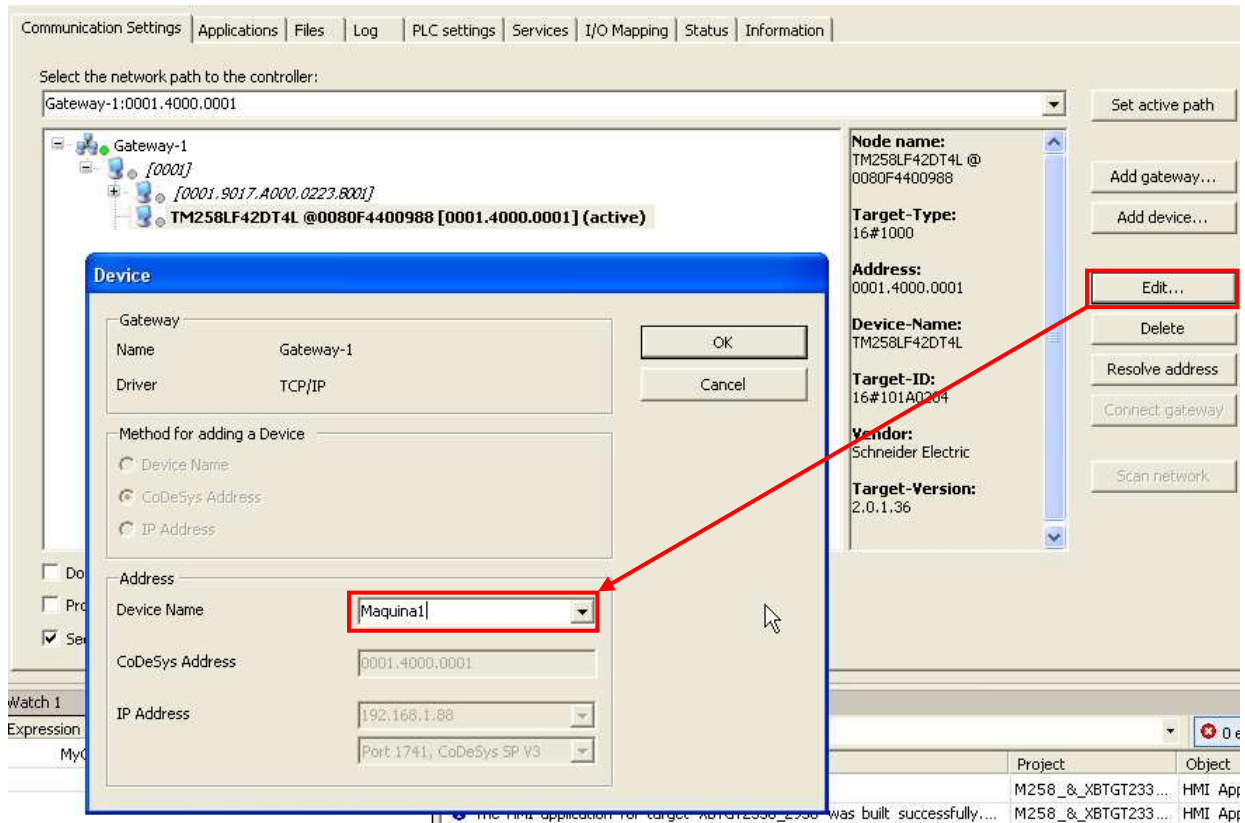 Communication Settings Applications Files Log PLC settings Services I/O Mapping Status Information
Select the network path to the controller:
Gateway-1:0001.4000.0001
Set active path
Gateway-1
[0001]
[0001.9017.A000.0223.8001]
TM258LF42DT4L @0080F4400988 [0001.4000.0001] (active)
Node name:
TM258LF42DT4L @
0080F4400988
Target-Type:
16#1000
Address:
0001.4000.0001
Device-Name:
TM258LF42DT4L
Target-ID:
16#101A0204
Vendor:
Schneider Electric
Target-Version:
2.0.1.36
Add gateway...
Add device...
Edit...
Delete
Resolve address
Connect gateway
Scan network
Device
Gateway
Name Gateway-1
Driver TCP/IP
OK
Cancel
Method for adding a Device
Device Name
CoDeSys Address
IP Address
Address
Device Name Maquina1
CoDeSys Address 0001.4000.0001
IP Address 192.168.1.88
Port 1741, CoDeSys SP V3
Do
Pro
Watch 1
Expression
0 e
Project Object
M258_&_XBTGT233... HMI App
was built successfully.... M258_&_XBTGT233... HMI App